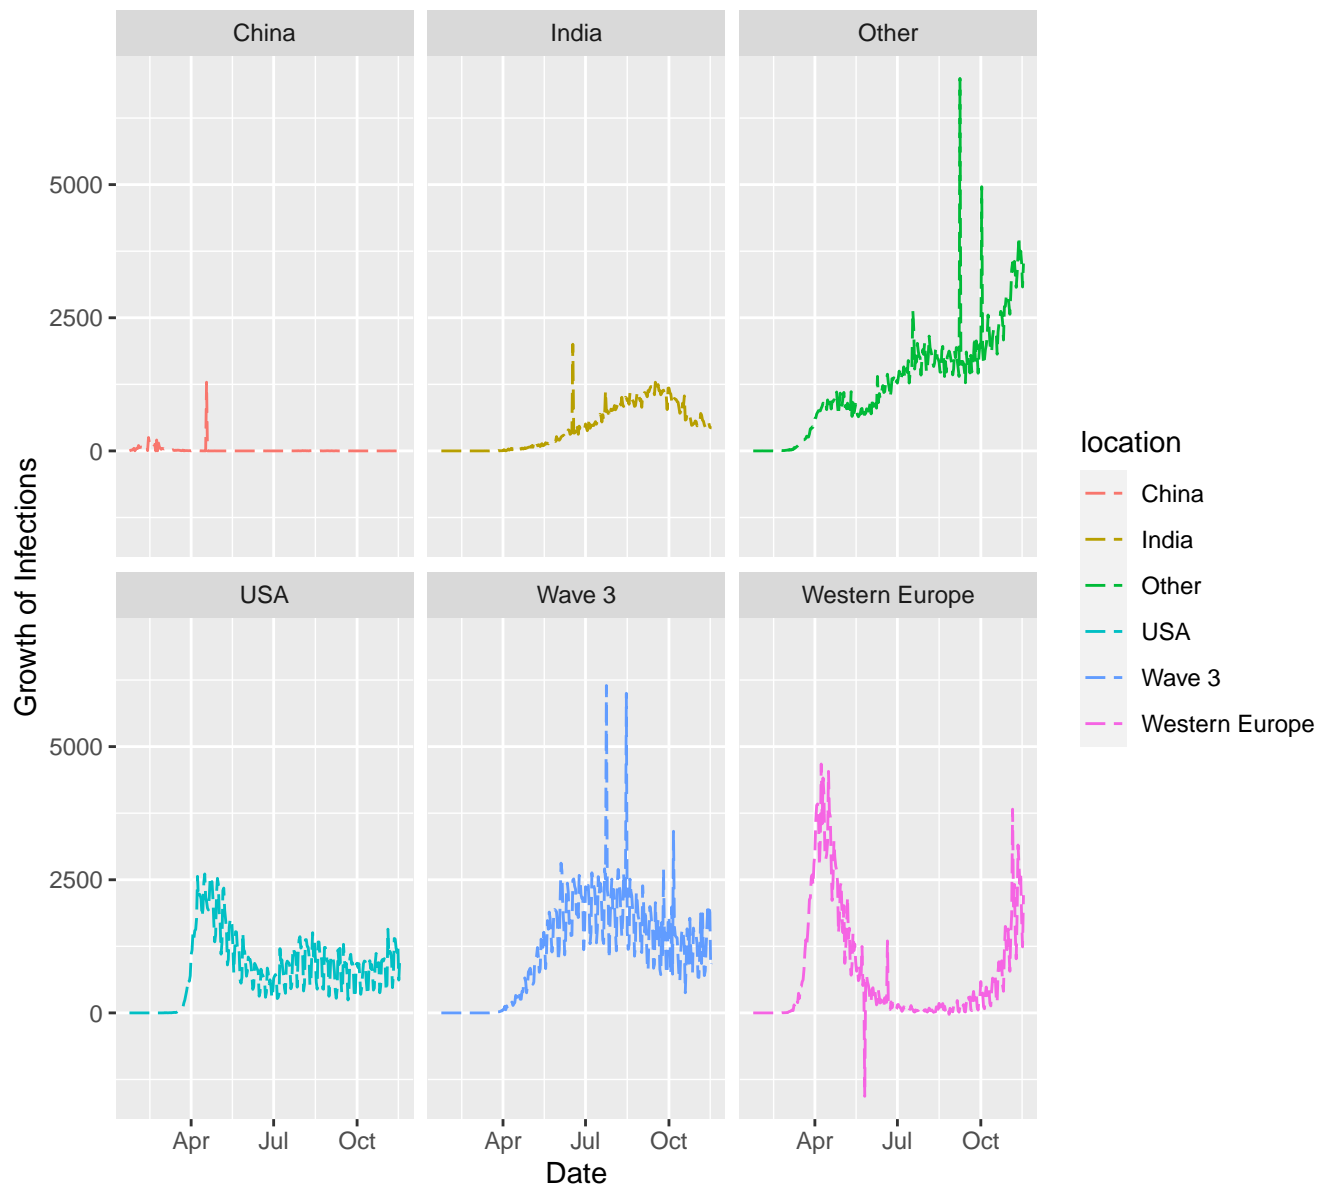 China
India
Other
5000
2500
0
USA
Wave 3
Western Europe
5000
2500
0
Apr
Jul
Oct
Apr
Jul
Oct
Apr
Jul
Oct
Date
Growth of Infections
location
China
India
Other
USA
Wave 3
Western Europe